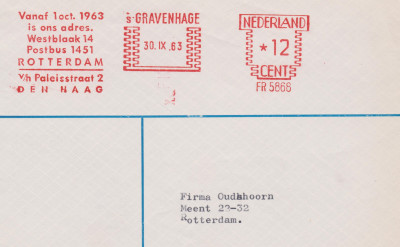 Vanaf 1 oct. 1963
is ons adres.
Westblaak 14
Postbus 1451
ROTTERDAM
V/h Paleisstraat 2
DEN HAAG
's-GRAVENHAGE
30. IX. 63
NEDERLAND
* 12
CENT
FR 5868
Firma Oudshoorn
Meent 22-32
Rotterdam.